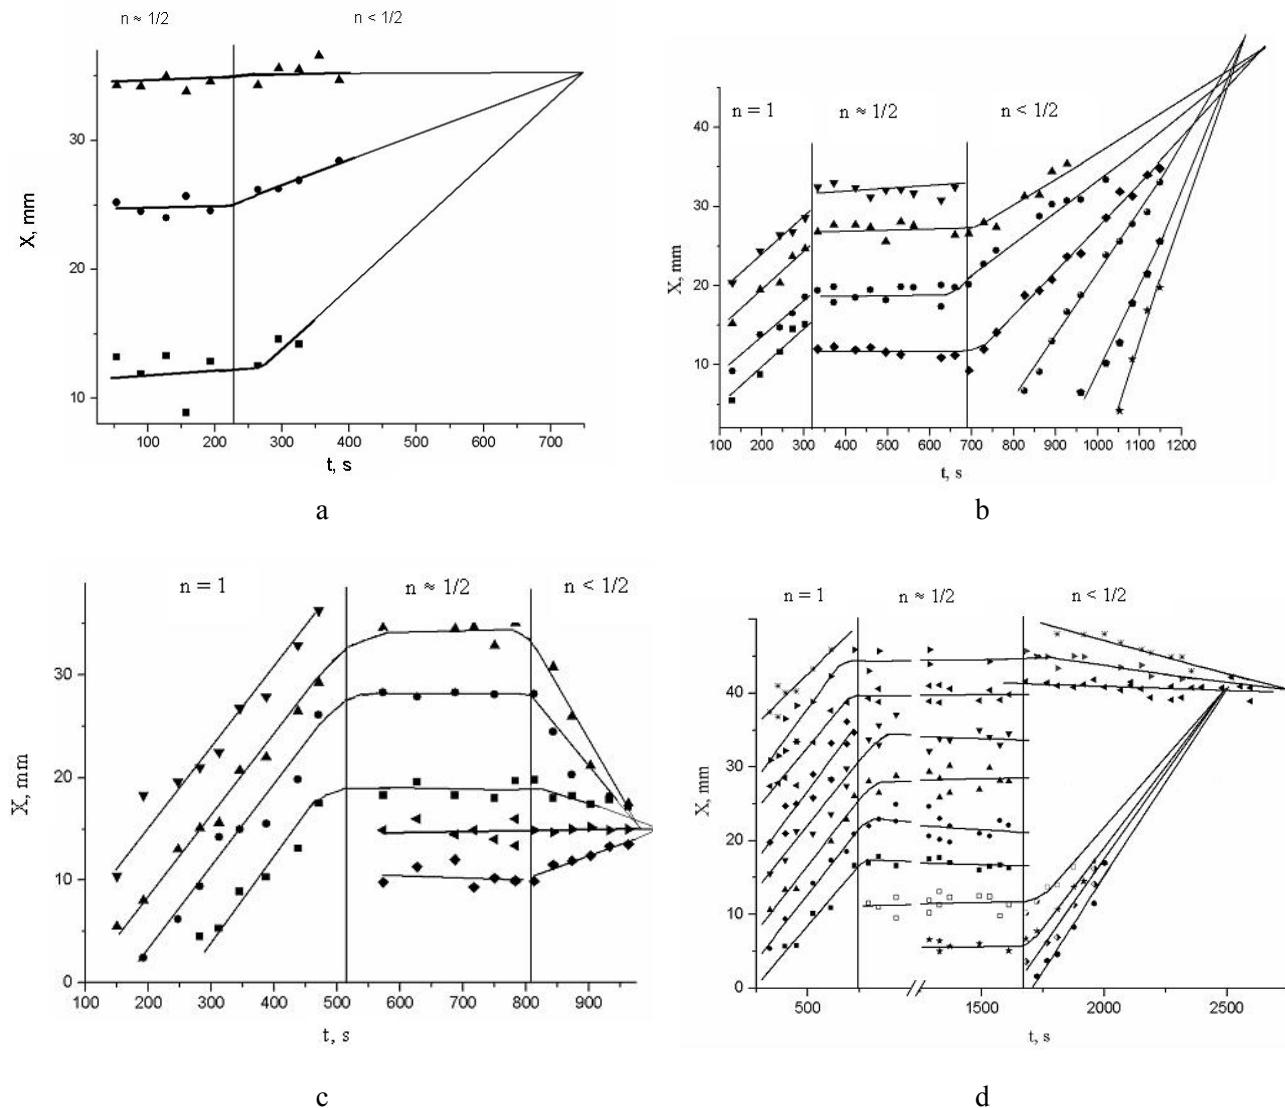 n ≈ 1/2 n < 1/2
30
20
10
X, mm
100 200 300 400 500 600 700
t, s
a
n = 1 n ≈ 1/2 n < 1/2
40
30
20
10
X, mm
100 200 300 400 500 600 700 800 900 1000 1100 1200
t, s
b
n = 1 n ≈ 1/2 n < 1/2
30
20
10
0
X, mm
100 200 300 400 500 600 700 800 900
t, s
c
n = 1 n ≈ 1/2 n < 1/2
50
40
30
20
10
0
X, mm
500 1500 2000 2500
t, s
d